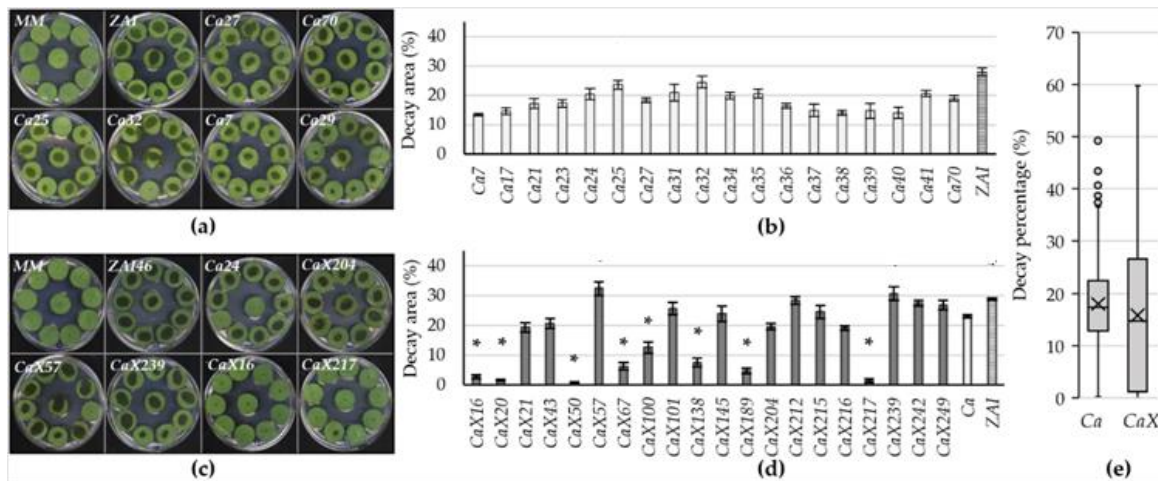 MM ZAI Ca27 Ca70
Ca25 Ca32 Ca7 Ca29
(a)
Decay area (%)
40
30
20
10
0
Ca7 Ca17 Ca21 Ca23 Ca24 Ca25 Ca27 Ca31 Ca32 Ca34 Ca35 Ca36 Ca37 Ca38 Ca39 Ca40 Ca41 Ca70 ZAI
(b)
MM ZAI46 Ca24 CaX204
CaX57 CaX239 CaX16 CaX217
(c)
Decay area (%)
40
30
20
10
0
* * * * * * * *
CaX16 CaX20 CaX21 CaX43 CaX50 CaX57 CaX67 CaX100 CaX101 CaX138 CaX145 CaX189 CaX204 CaX212 CaX215 CaX216 CaX217 CaX239 CaX242 CaX249 Ca ZAI
(d)
Decay percentage (%)
70
60
50
40
30
20
10
0
Ca CaX
(e)